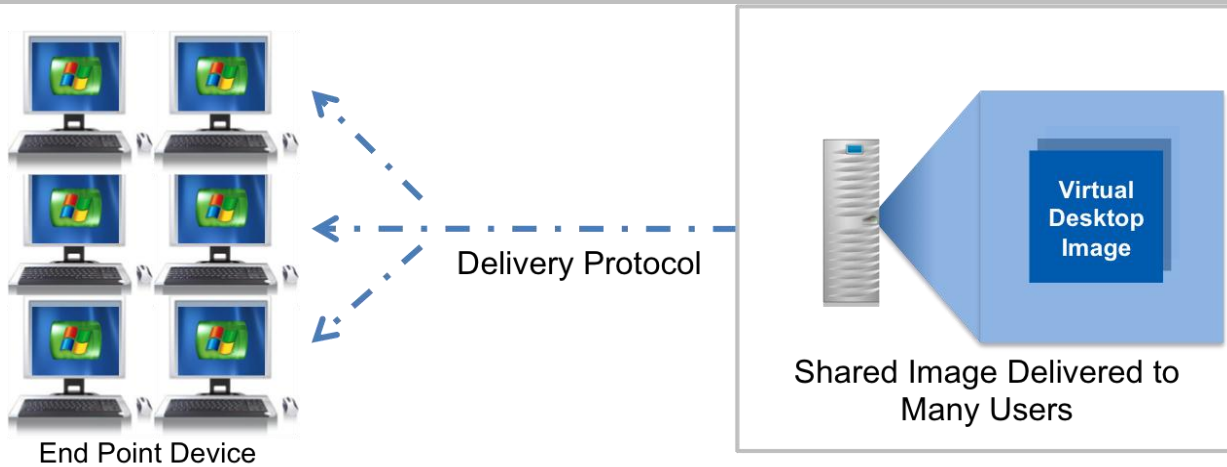 Virtual
Desktop
Image
Delivery Protocol
Shared Image Delivered to
Many Users
End Point Device